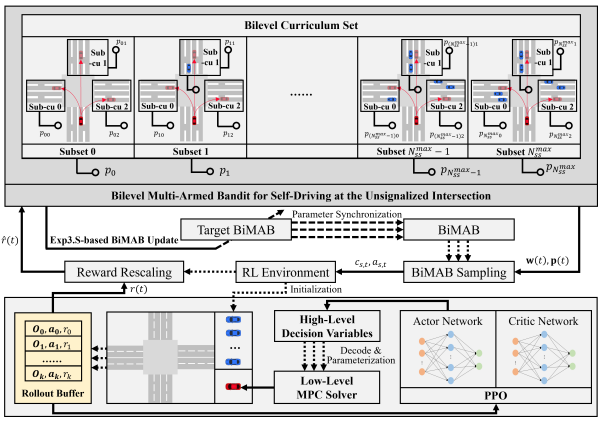 Bilevel Curriculum Set
Sub
-cu 1
p_{01}
Sub-cu 0
Sub-cu 2
p_{00}
p_{02}
Subset 0
p_0
Sub
-cu 1
p_{11}
Sub-cu 0
Sub-cu 2
p_{10}
p_{12}
Subset 1
p_1
......
Sub
-cu 1
p_{(N_{ss}^{max}-1)1}
Sub-cu 0
Sub-cu 2
p_{(N_{ss}^{max}-1)0}
p_{(N_{ss}^{max}-1)2}
Subset N_{ss}^{max} − 1
p_{N_{ss}^{max}-1}
Sub
-cu 1
p_{N_{ss}^{max}1}
Sub-cu 0
Sub-cu 2
p_{N_{ss}^{max}0}
p_{N_{ss}^{max}2}
Subset N_{ss}^{max}
p_{N_{ss}^{max}}
Bilevel Multi-Armed Bandit for Self-Driving at the Unsignalized Intersection
Parameter Synchronization
Target BiMAB
BiMAB
Exp3.S-based BiMAB Update
r̂(t)
w(t), p(t)
Reward Rescaling
RL Environment
c_{s,t}, a_{s,t}
BiMAB Sampling
r(t)
Initialization
O_0, a_0, r_0
O_1, a_1, r_1
......
O_k, a_k, r_k
Rollout Buffer
...
High-Level
Decision Variables
Decode &
Parameterization
Low-Level
MPC Solver
Actor Network
Critic Network
PPO